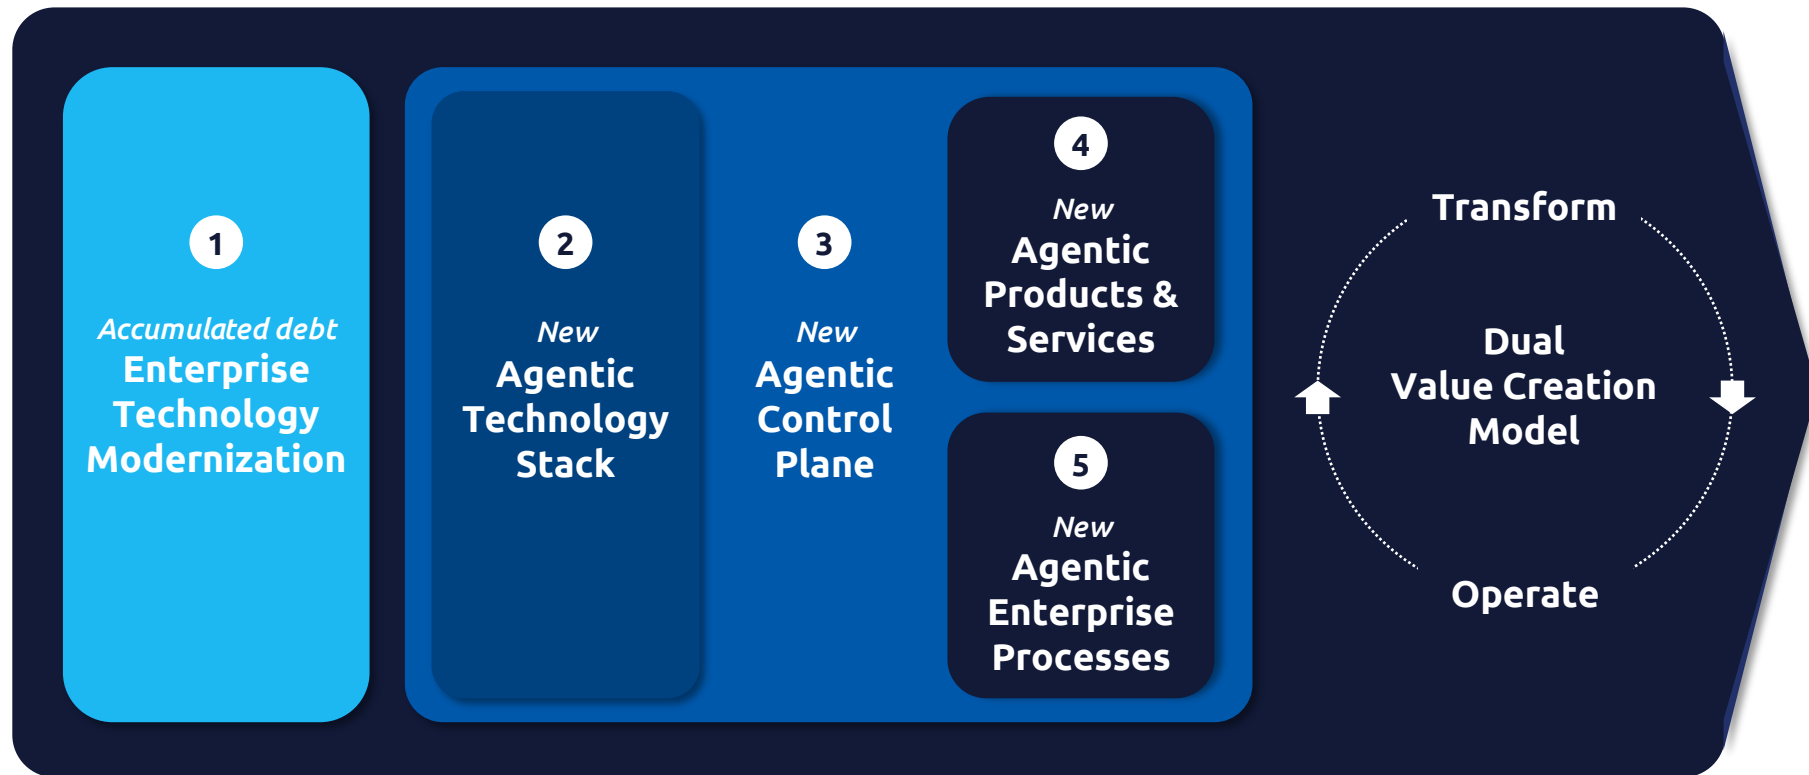 1
Accumulated debt
Enterprise
Technology
Modernization
2
New
Agentic
Technology
Stack
3
New
Agentic
Control
Plane
4
New
Agentic
Products &
Services
5
New
Agentic
Enterprise
Processes
Transform
Dual
Value Creation
Model
Operate